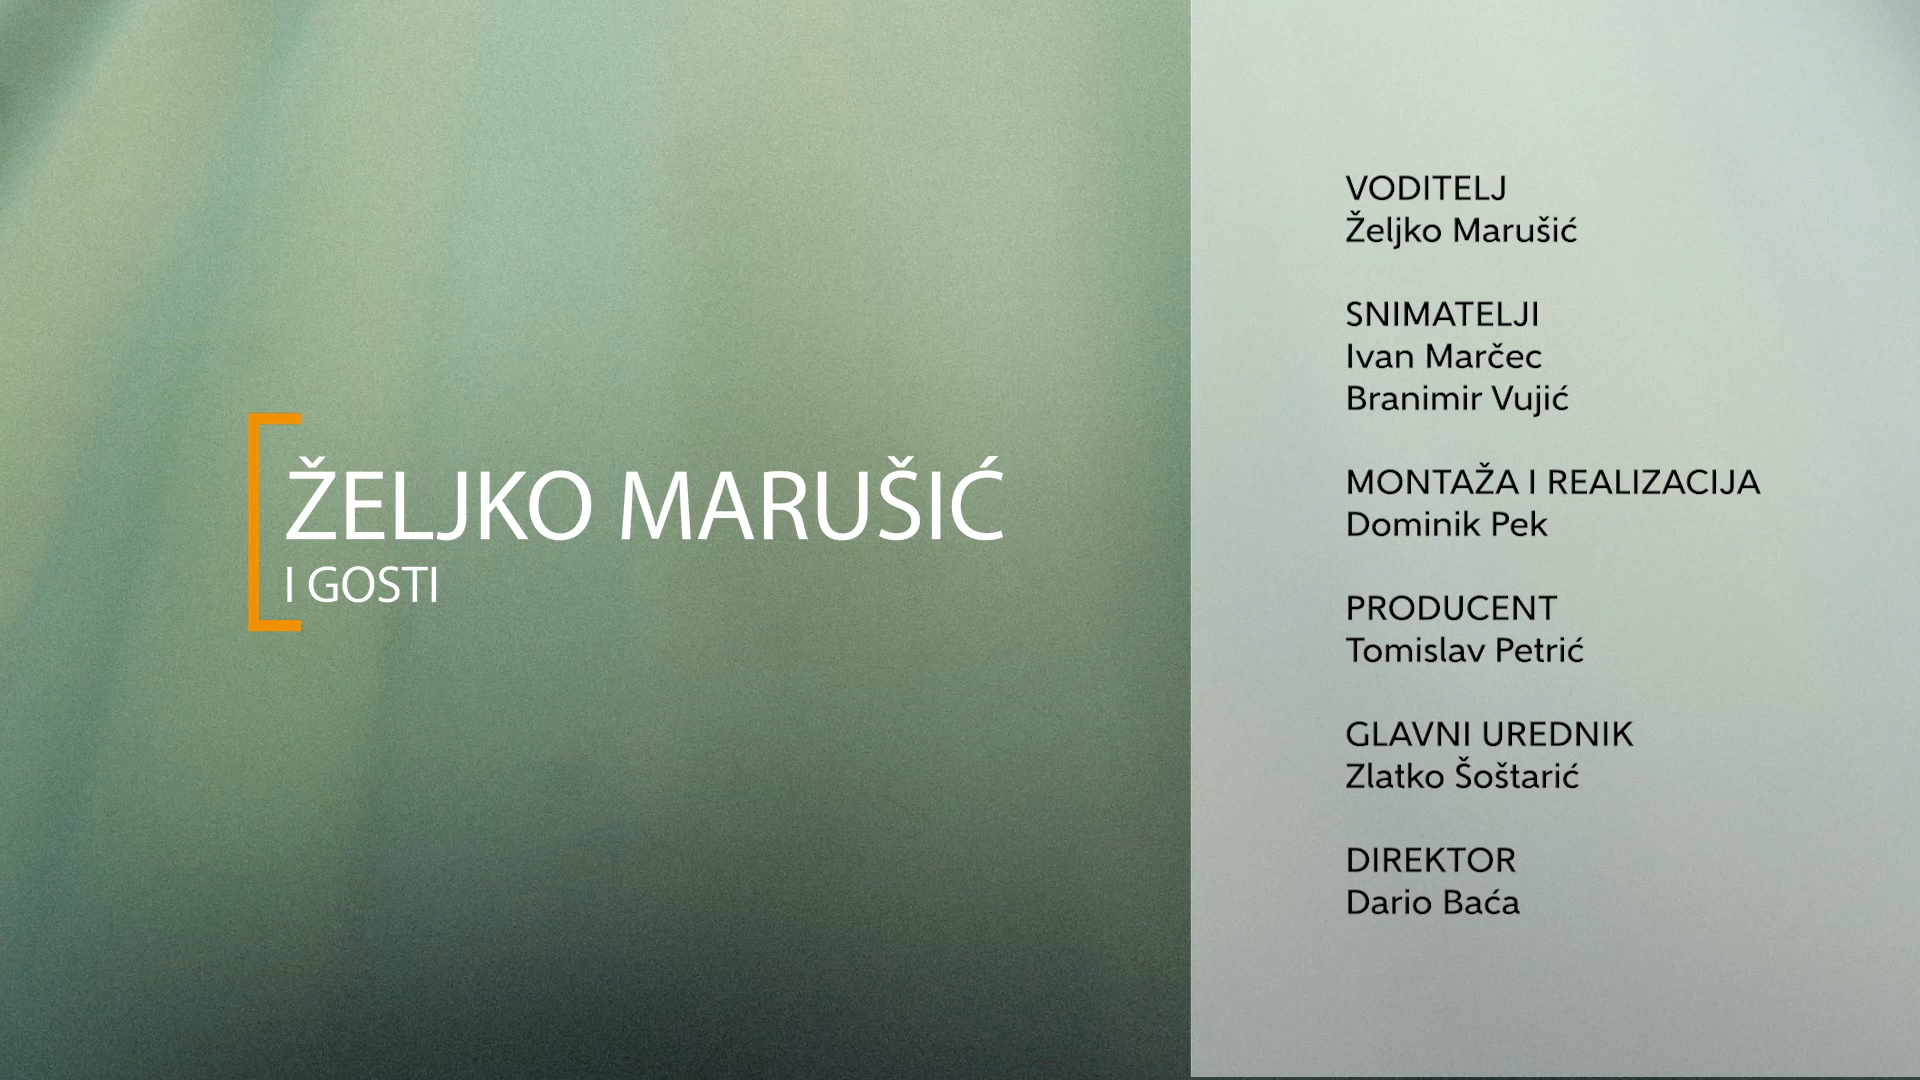 ŽELJKO MARUŠIĆ
I GOSTI
VODITELJ
Željko Marušić
SNIMATELJI
Ivan Marčec
Branimir Vujić
MONTAŽA I REALIZACIJA
Dominik Pek
PRODUCENT
Tomislav Petrić
GLAVNI UREDNIK
Zlatko Šoštarić
DIREKTOR
Dario Baća